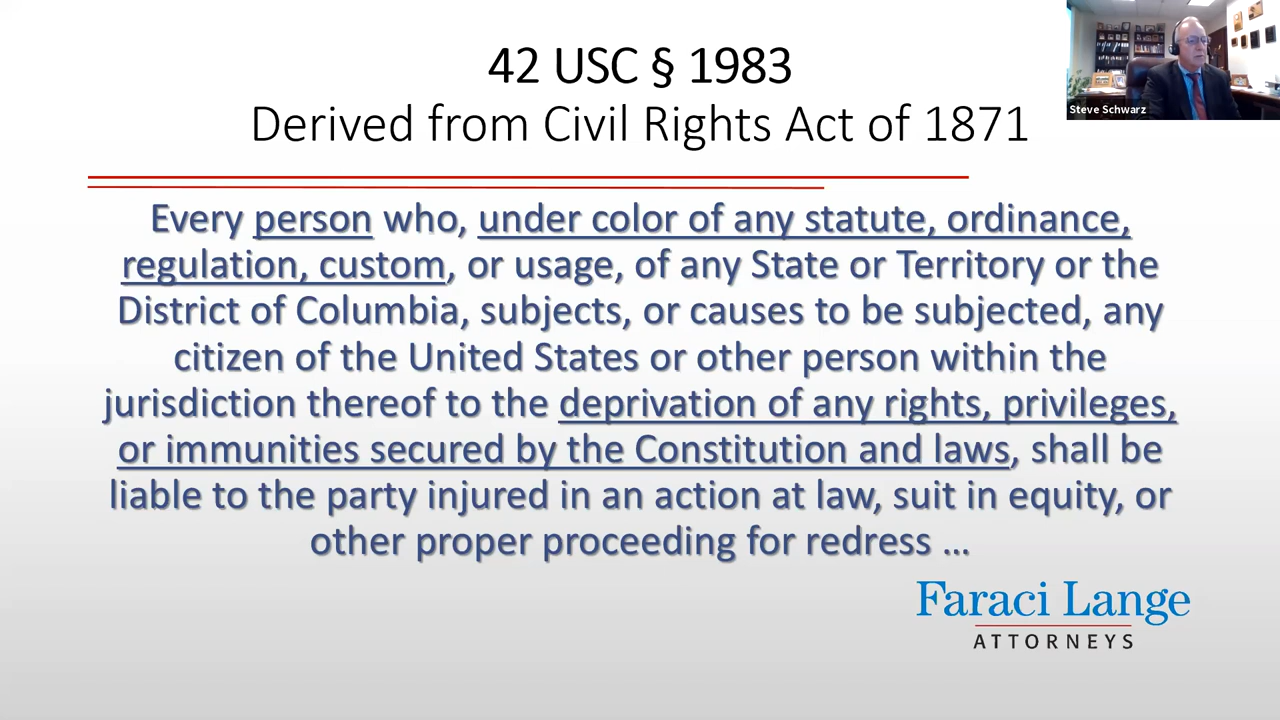 42 USC § 1983
Derived from Civil Rights Act of 1871
Steve Schwarz
Every person who, under color of any statute, ordinance,
regulation, custom, or usage, of any State or Territory or the
District of Columbia, subjects, or causes to be subjected, any
citizen of the United States or other person within the
jurisdiction thereof to the deprivation of any rights, privileges,
or immunities secured by the Constitution and laws, shall be
liable to the party injured in an action at law, suit in equity, or
other proper proceeding for redress ...
Faraci Lange
ATTORNEYS